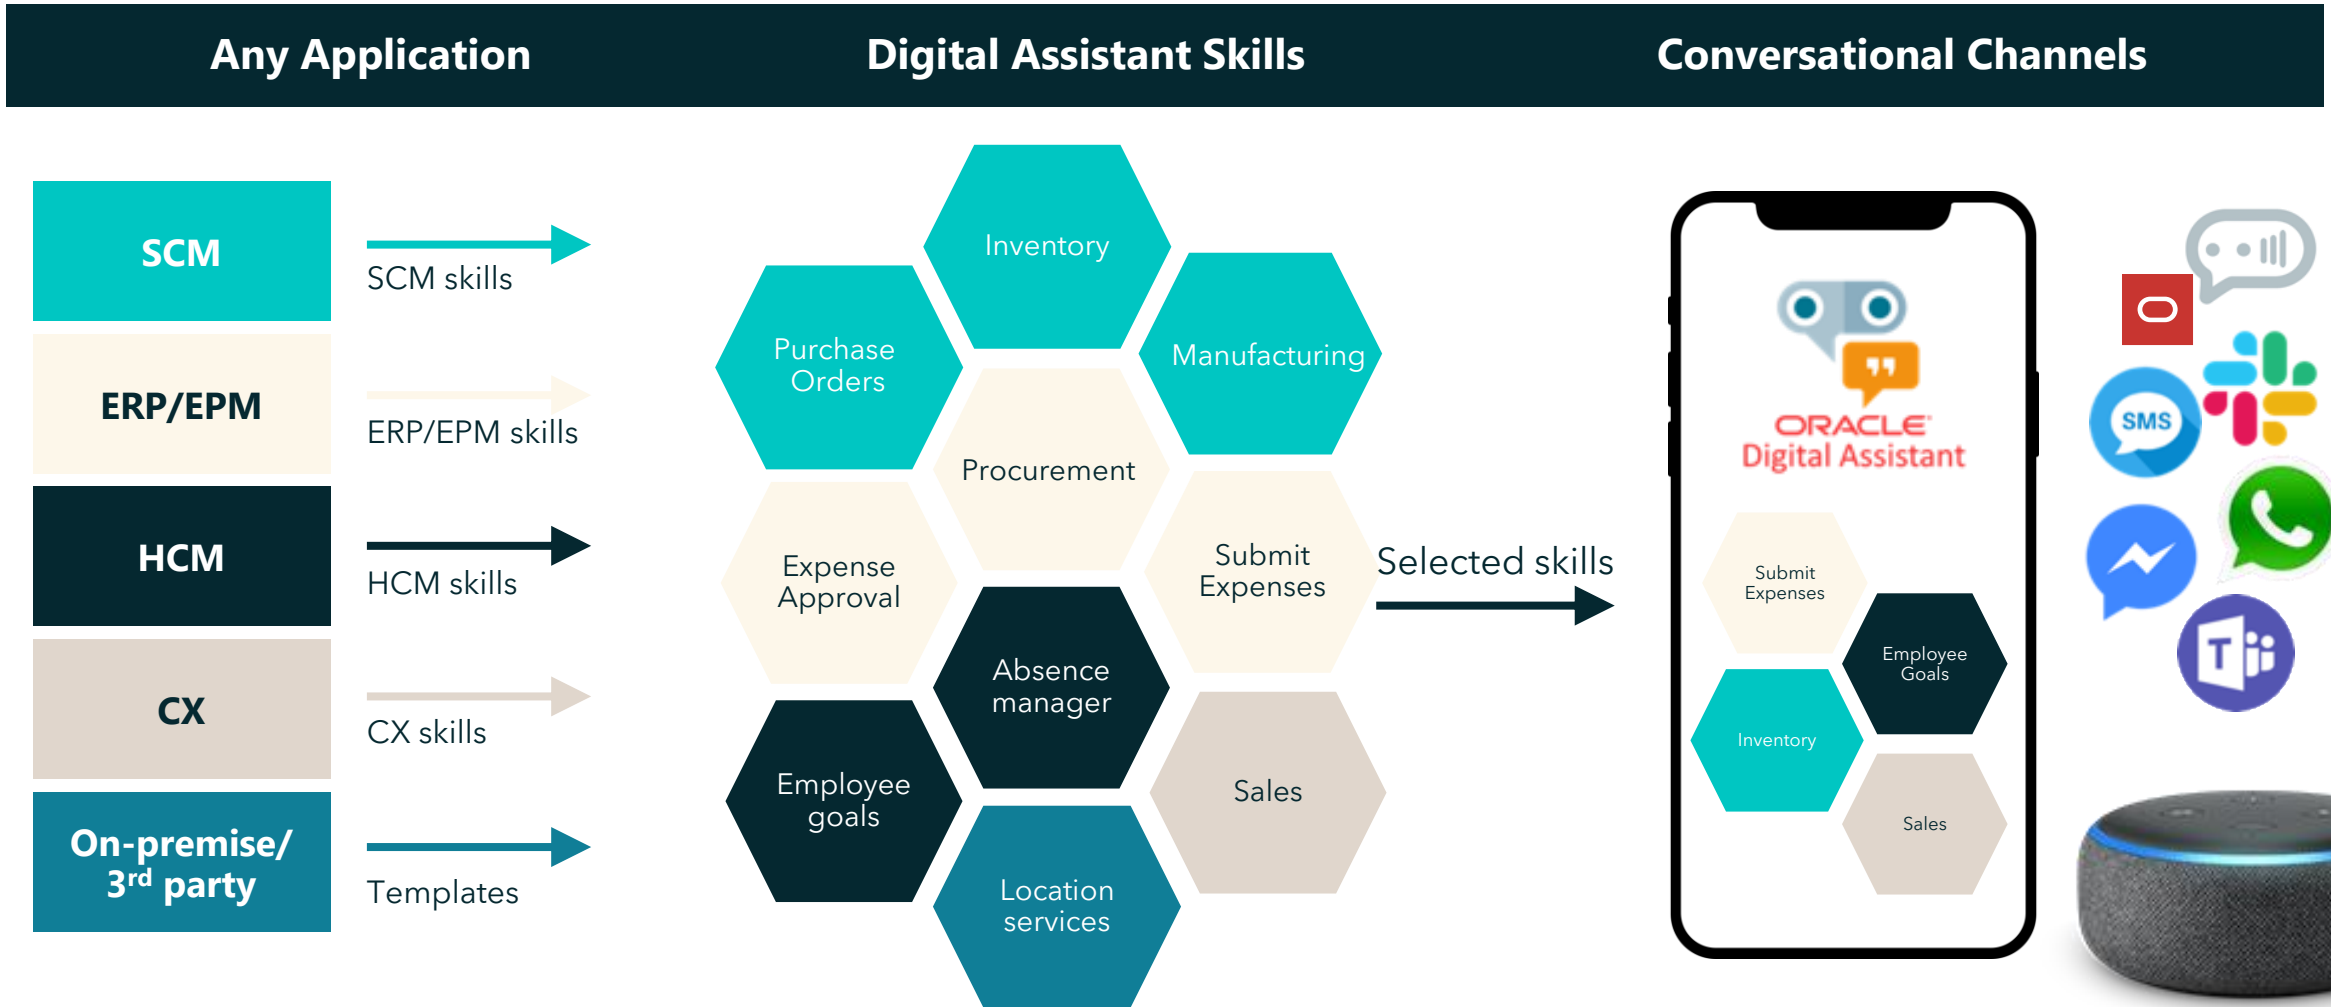 Any Application
Digital Assistant Skills
Conversational Channels
SCM
ERP/EPM
HCM
CX
On-premise/
3rd party
SCM skills
ERP/EPM skills
HCM skills
CX skills
Templates
Inventory
Purchase
Orders
Manufacturing
Procurement
Expense
Approval
Submit
Expenses
Absence
manager
Employee
goals
Sales
Location
services
Selected skills
ORACLE
Digital Assistant
Submit
Expenses
Employee
Goals
Inventory
Sales
SMS
T